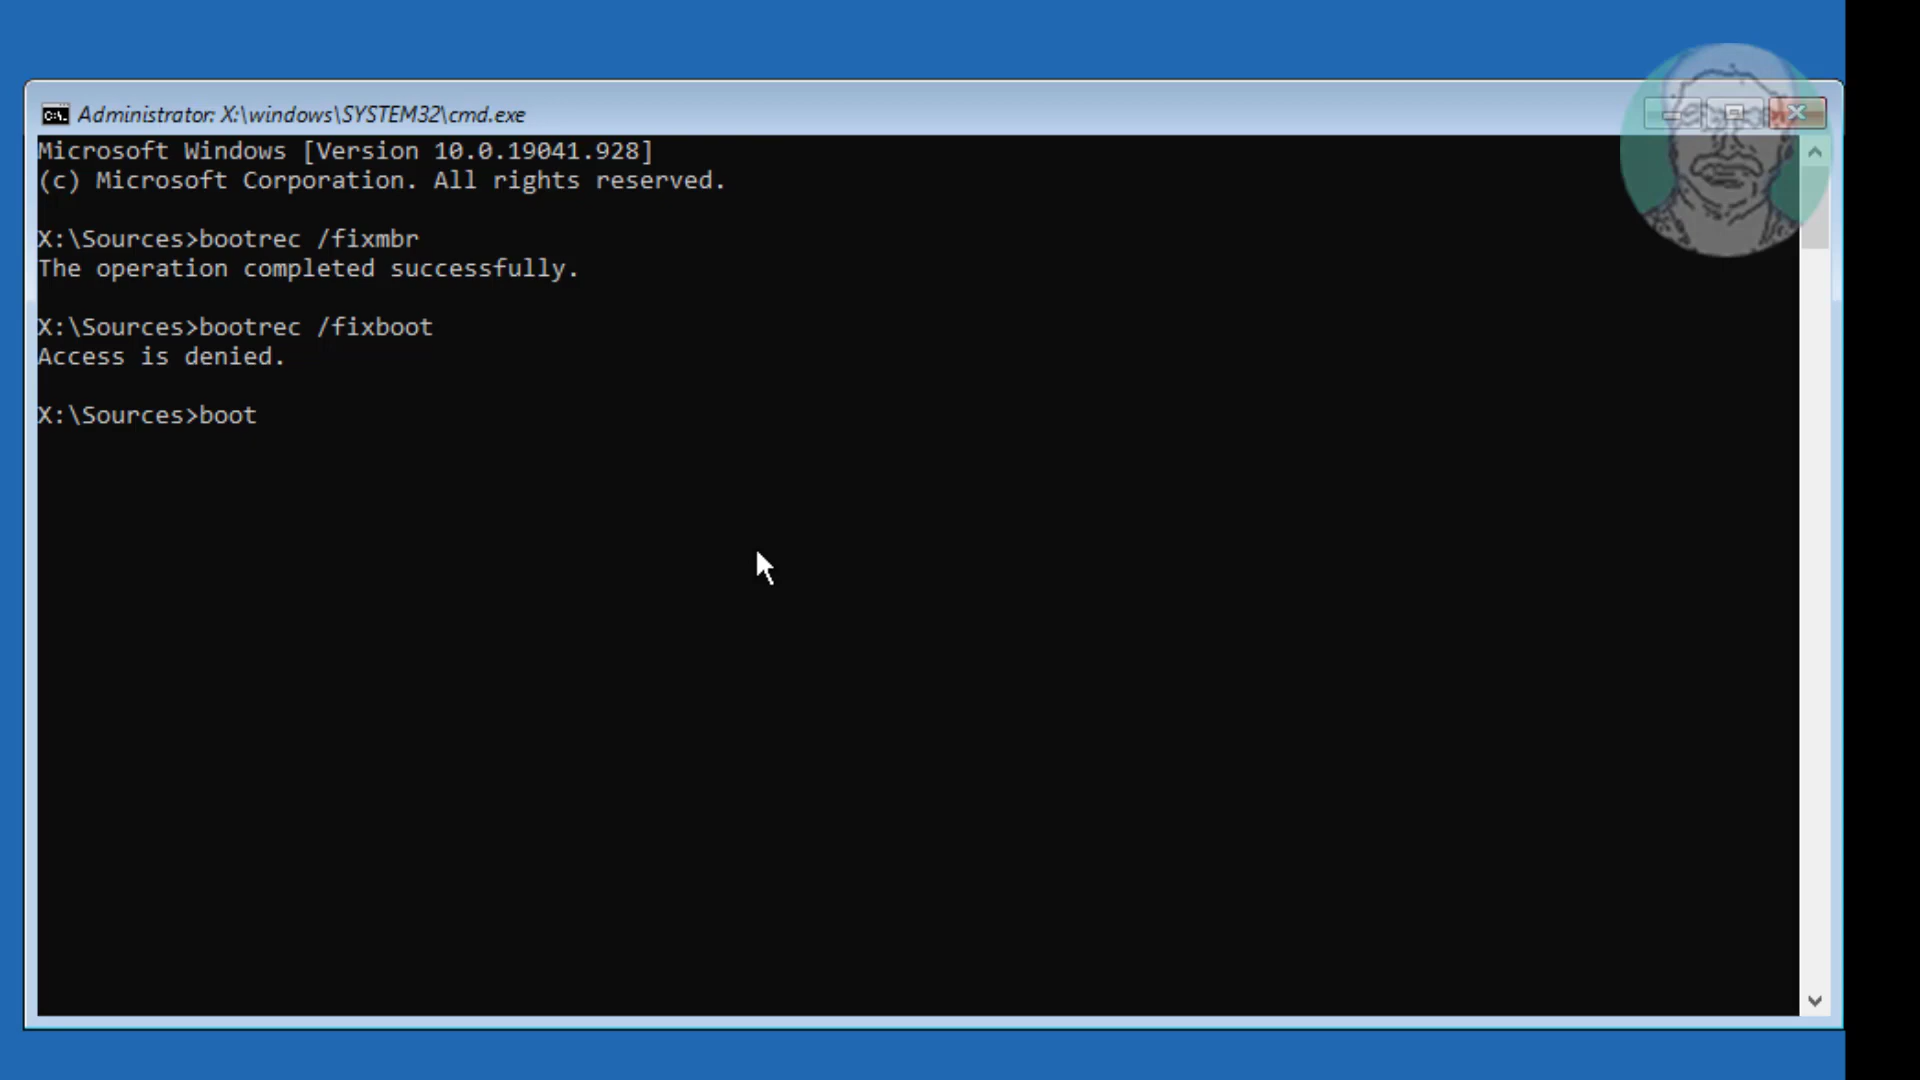 Administrator: X:\windows\SYSTEM32\cmd.exe
Microsoft Windows [Version 10.0.19041.928]
(c) Microsoft Corporation. All rights reserved.
X:\Sources>bootrec /fixmbr
The operation completed successfully.
X:\Sources>bootrec /fixboot
Access is denied.
X:\Sources>boot